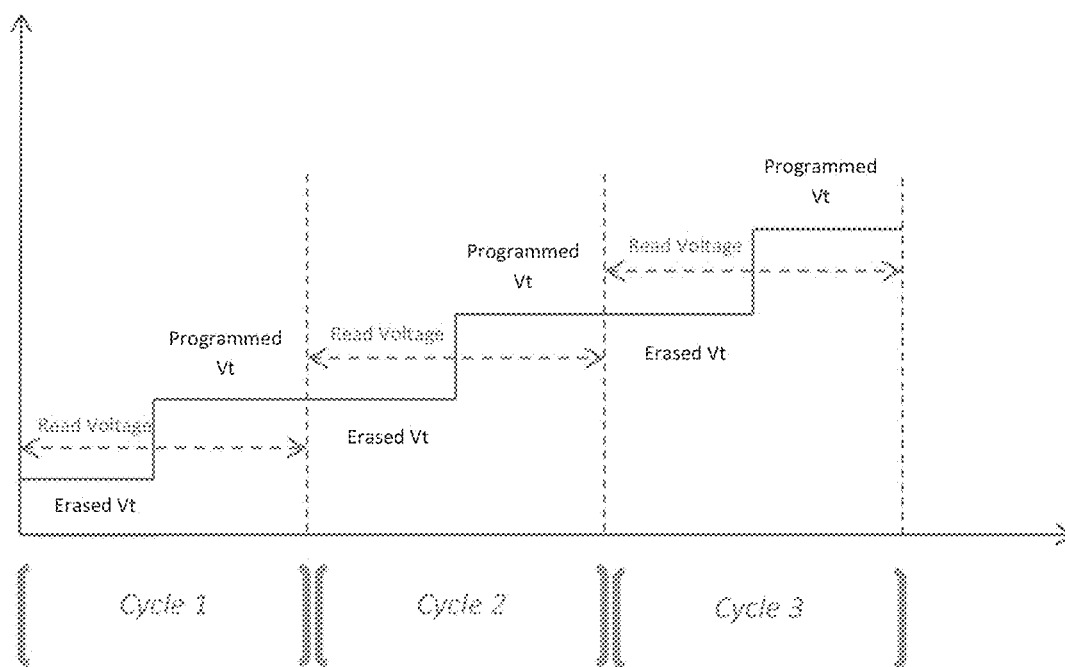 Programmed
Vt
Read Voltage
Programmed
Vt
Read Voltage
Programmed
Vt
Erased Vt
Read Voltage
Erased Vt
Erased Vt
Cycle 1
Cycle 2
Cycle 3